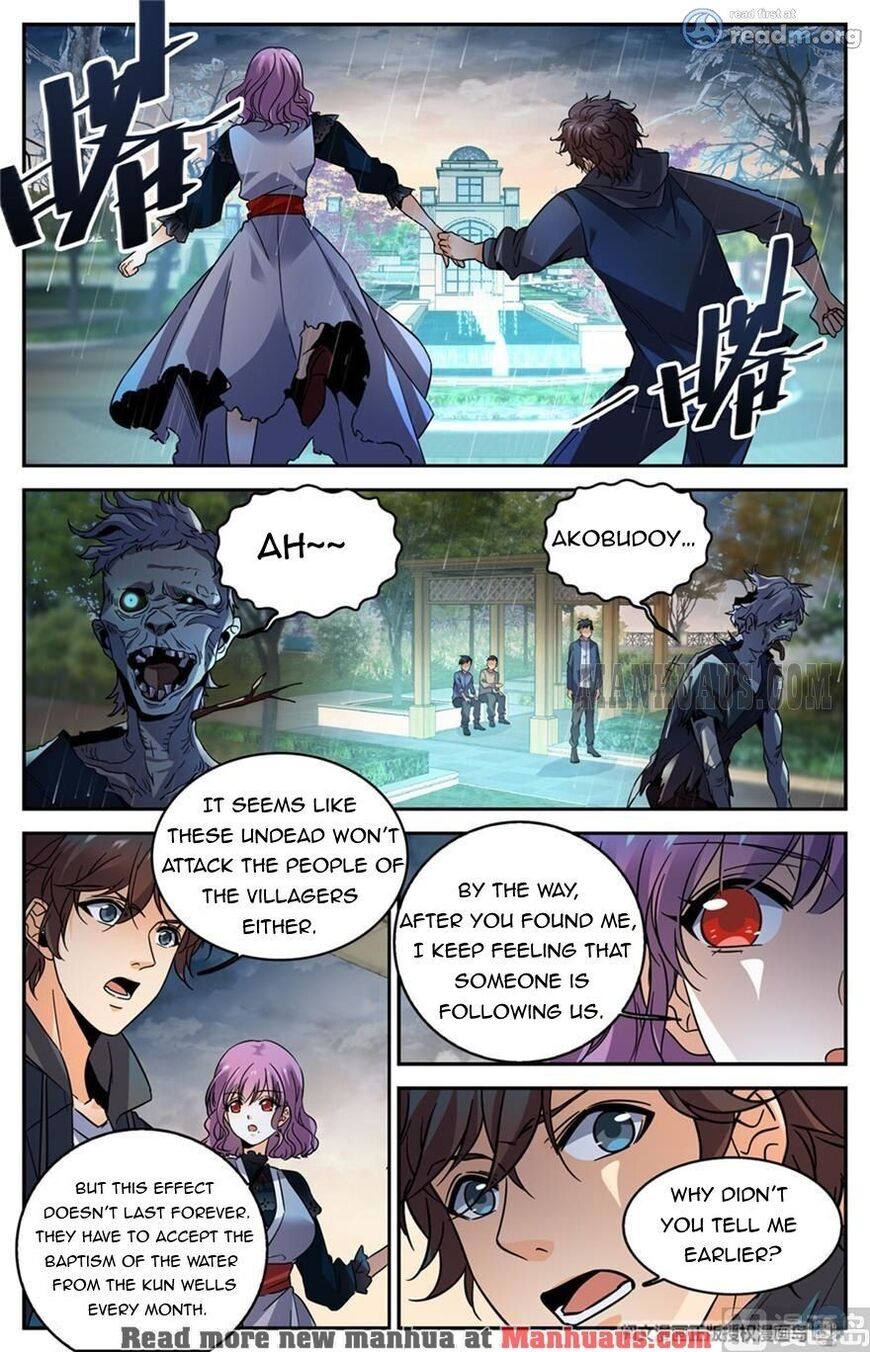 read first at
readm.org
AH~~
AKOBUDOY...
MANHUAUS.COM
IT SEEMS LIKE
THESE UNDEAD WON'T
ATTACK THE PEOPLE OF
THE VILLAGERS
EITHER.
BY THE WAY,
AFTER YOU FOUND ME,
I KEEP FEELING THAT
SOMEONE IS
FOLLOWING US.
BUT THIS EFFECT
DOESN'T LAST FOREVER.
THEY HAVE TO ACCEPT THE
BAPTISM OF THE WATER
FROM THE KUN WELLS
EVERY MONTH.
WHY DIDN'T
YOU TELL ME
EARLIER?
漫画岛
Read more manhua at Manhuaus.com